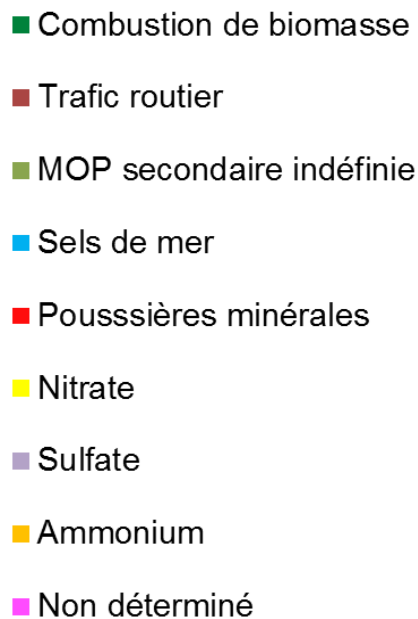 Combustion de biomasse
Trafic routier
MOP secondaire indéfinie
Sels de mer
Pousssières minérales
Nitrate
Sulfate
Ammonium
Non déterminé